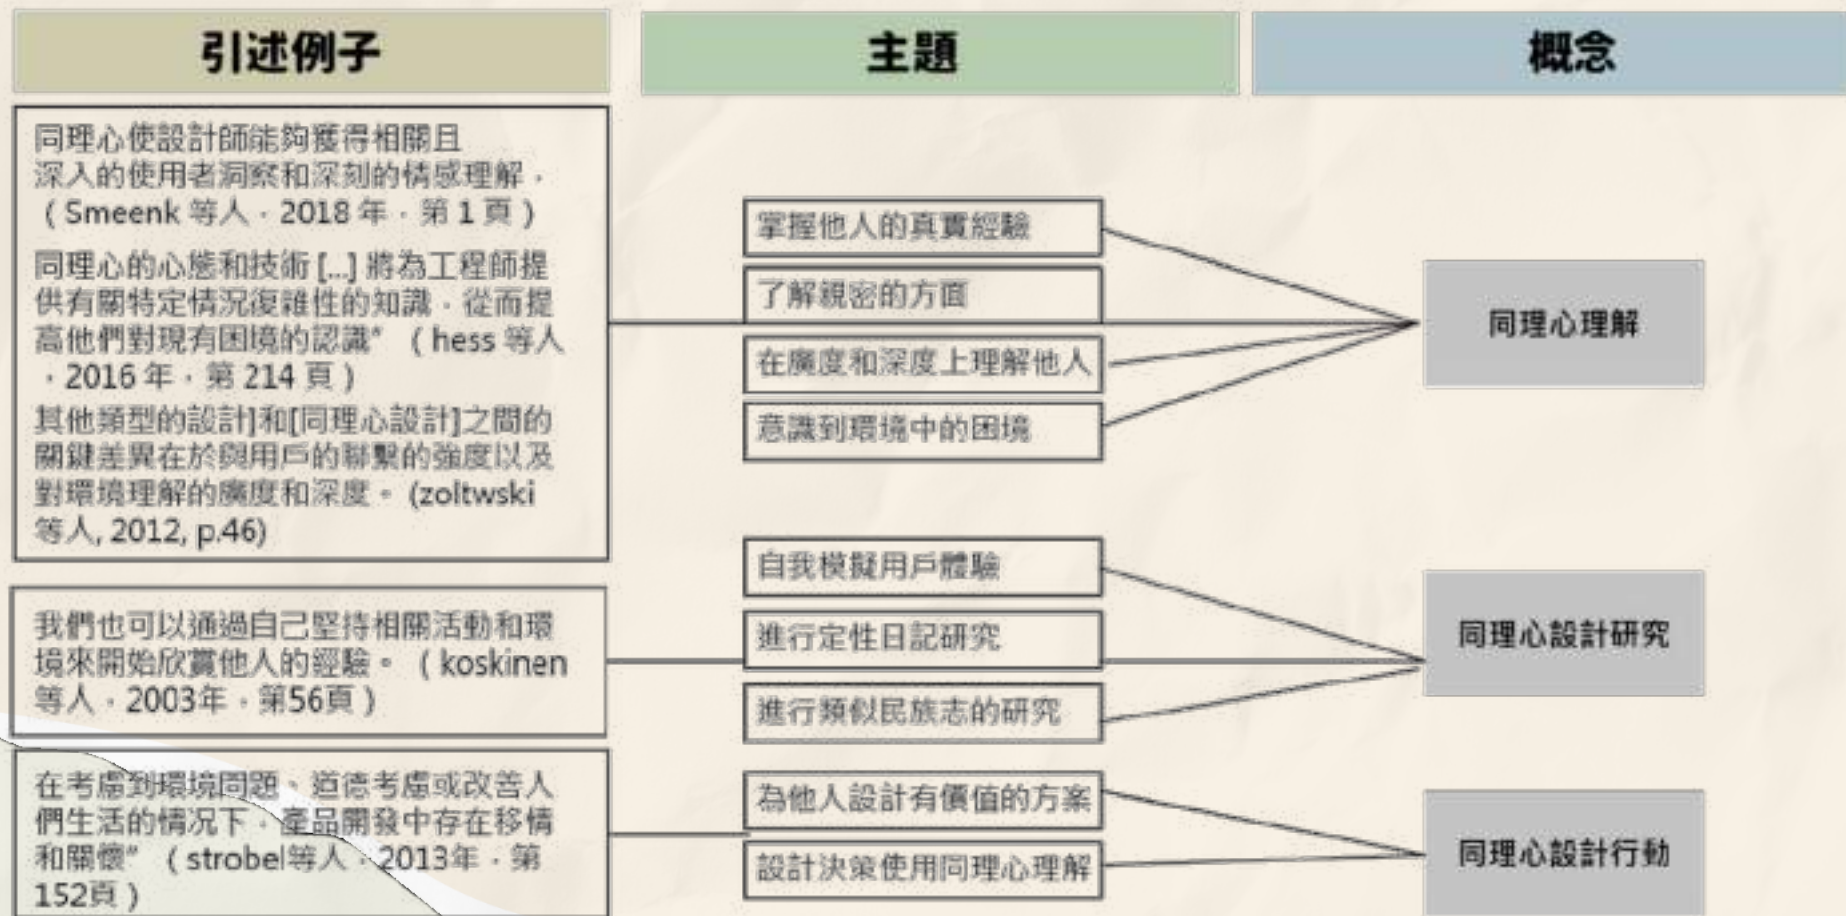 引述例子
主題
概念
同理心使設計師能夠獲得相關且
深入的使用者洞察和深刻的情感理解，
（Smeenk 等人，2018 年，第 1 頁）
同理心的心態和技術 [...] 將為工程師提
供有關特定情況復雜性的知識，從而提
高他們對現有困境的認識”（hess 等人
，2016 年，第 214 頁）
其他類型的設計]和[同理心設計]之間的
關鍵差異在於與用戶的聯繫的強度以及
對環境理解的廣度和深度。(zoltwski
等人, 2012, p.46)
掌握他人的真實經驗
了解親密的方面
在廣度和深度上理解他人
意識到環境中的困境
同理心理解
我們也可以通過自己堅持相關活動和環
境來開始欣賞他人的經驗。（koskinen
等人，2003年，第56頁）
自我模擬用戶體驗
進行定性日記研究
進行類似民族志的研究
同理心設計研究
在考慮到環境問題、道德考慮或改善人
們生活的情況下，產品開發中存在移情
和關懷”（strobel等人，2013年，第
152頁）
為他人設計有價值的方案
設計決策使用同理心理解
同理心設計行動